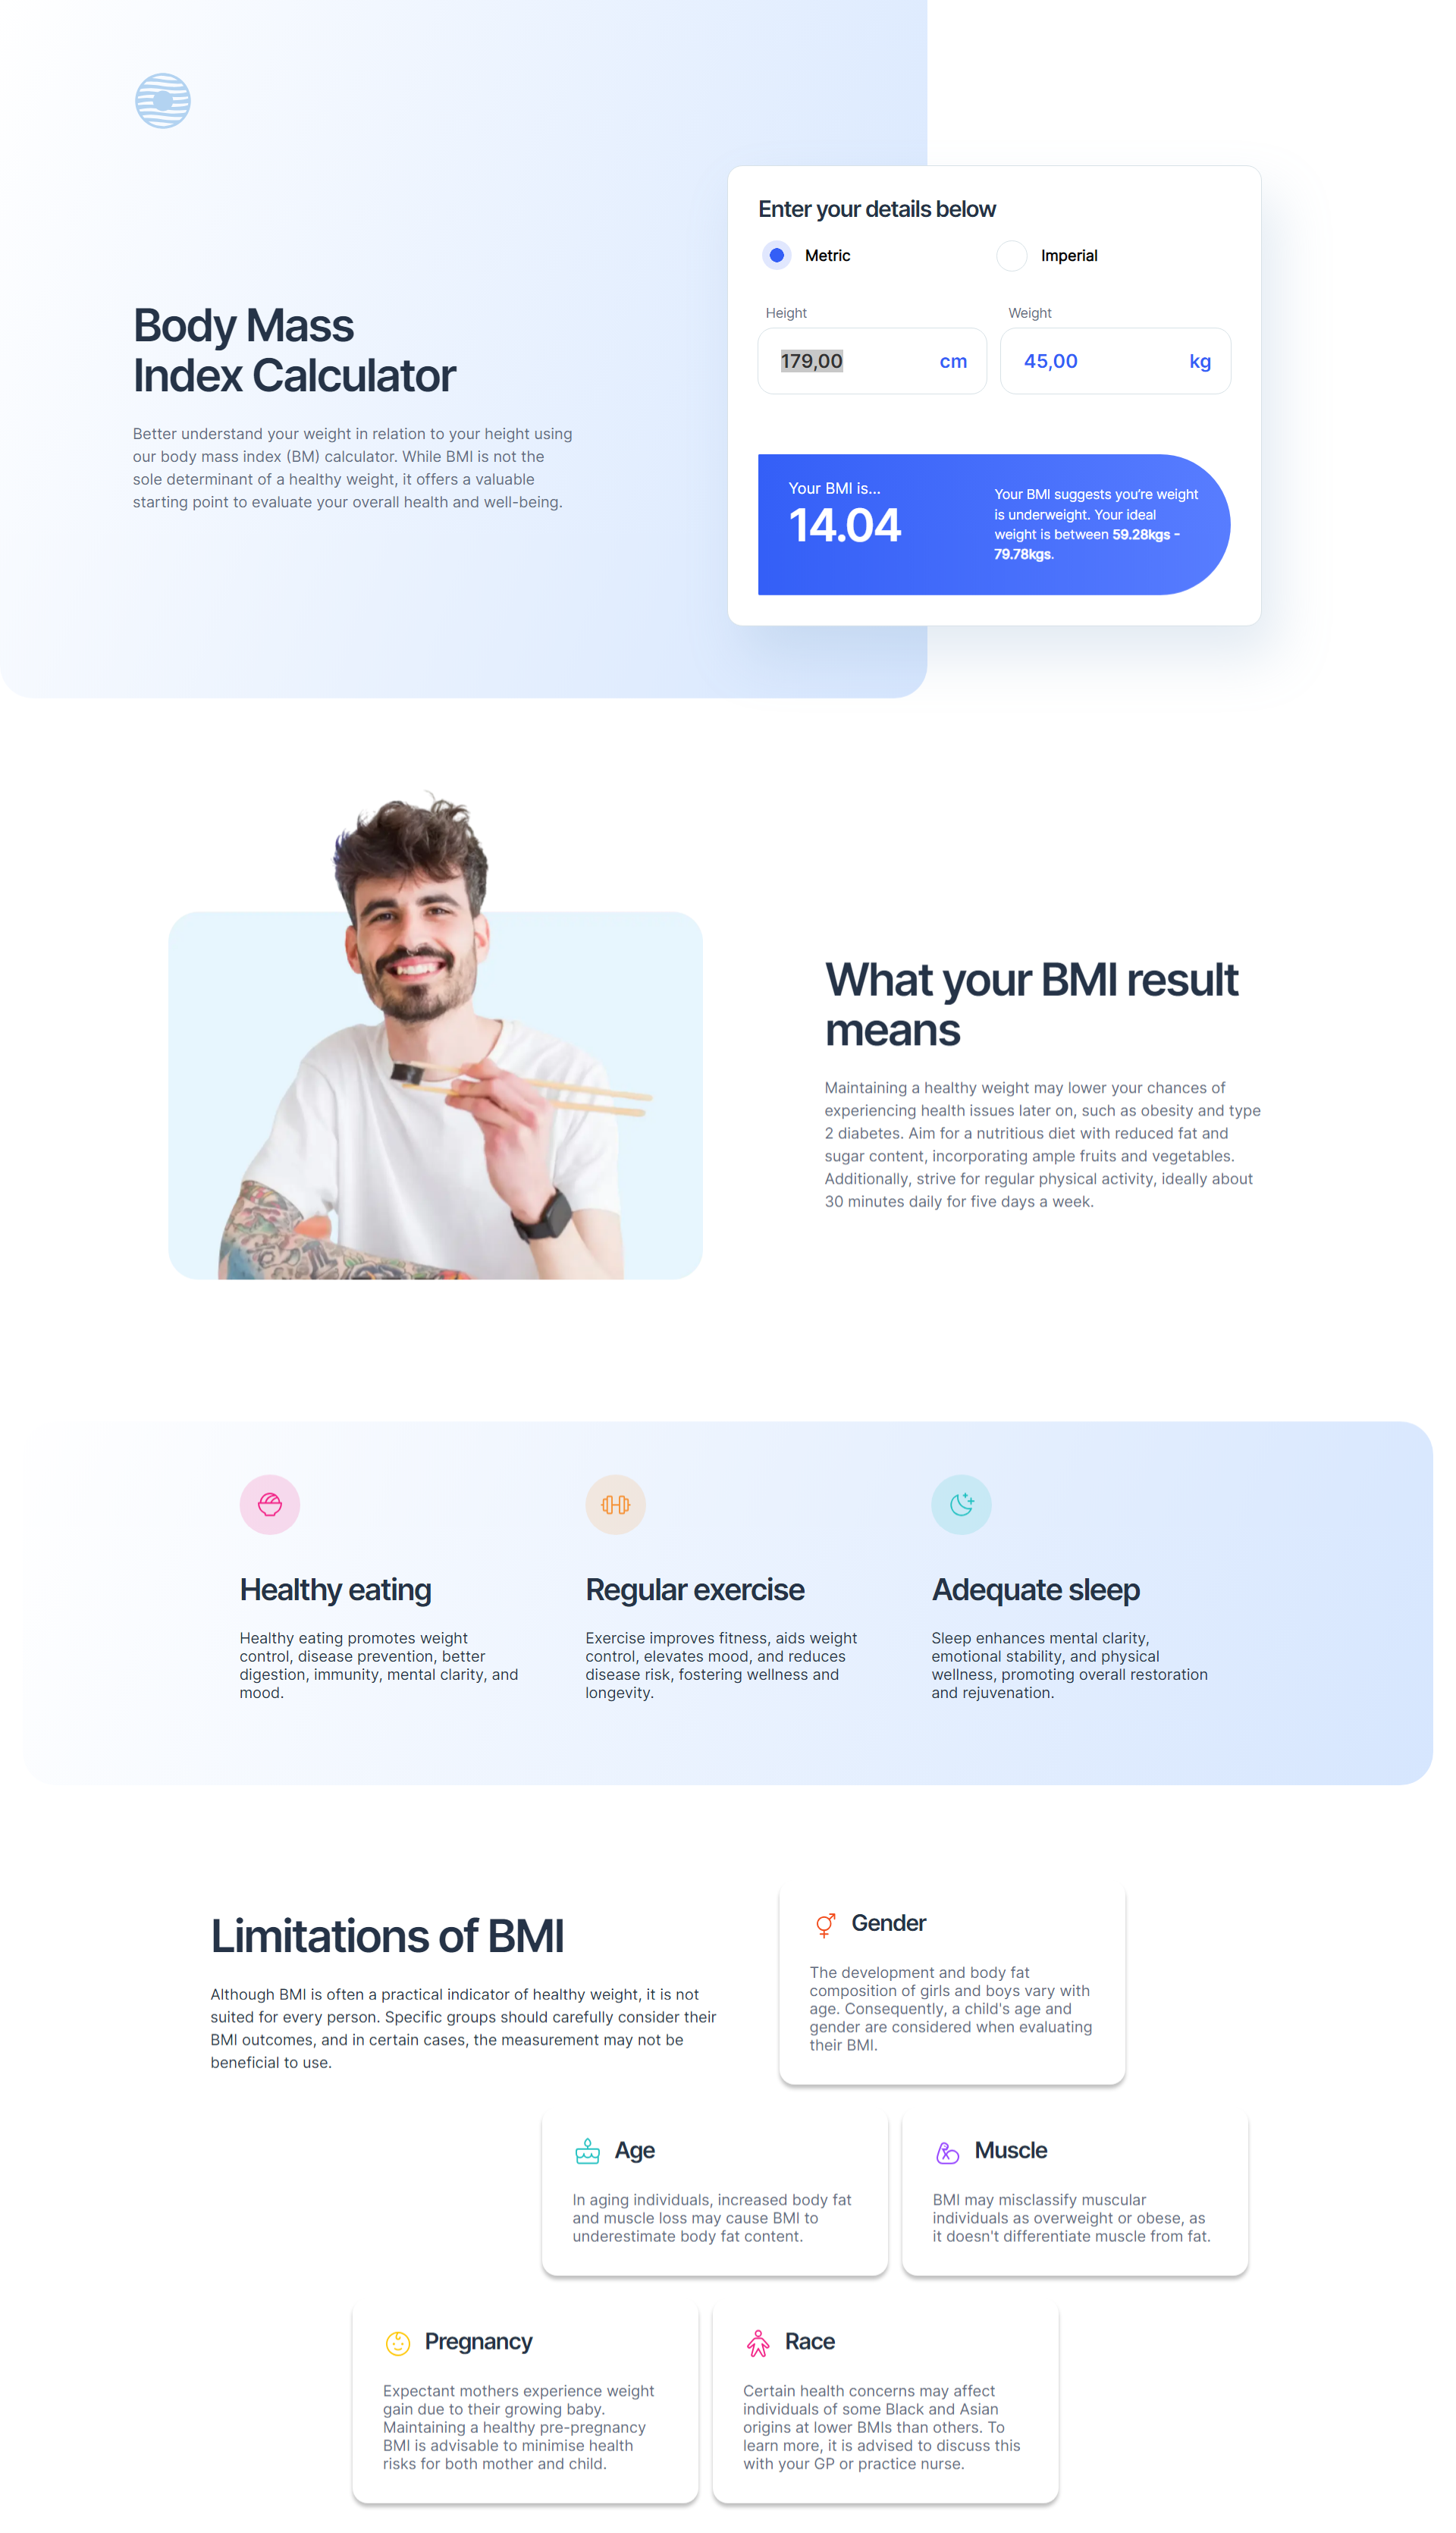 Enter your details below
Metric
Imperial
Body Mass
Index Calculator
Better understand your weight in relation to your height using
our body mass index (BM) calculator. While BMI is not the
sole determinant of a healthy weight, it offers a valuable
starting point to evaluate your overall health and well-being.
Height
Weight
179,00 cm
45,00 kg
Your BMI is...
14.04
Your BMI suggests you’re weight
is underweight. Your ideal
weight is between 59.28kgs -
79.78kgs.
What your BMI result
means
Maintaining a healthy weight may lower your chances of
experiencing health issues later on, such as obesity and type
2 diabetes. Aim for a nutritious diet with reduced fat and
sugar content, incorporating ample fruits and vegetables.
Additionally, strive for regular physical activity, ideally about
30 minutes daily for five days a week.
Healthy eating
Healthy eating promotes weight
control, disease prevention, better
digestion, immunity, mental clarity, and
mood.
Regular exercise
Exercise improves fitness, aids weight
control, elevates mood, and reduces
disease risk, fostering wellness and
longevity.
Adequate sleep
Sleep enhances mental clarity,
emotional stability, and physical
wellness, promoting overall restoration
and rejuvenation.
Limitations of BMI
Although BMI is often a practical indicator of healthy weight, it is not
suited for every person. Specific groups should carefully consider their
BMI outcomes, and in certain cases, the measurement may not be
beneficial to use.
Gender
The development and body fat
composition of girls and boys vary with
age. Consequently, a child's age and
gender are considered when evaluating
their BMI.
Age
In aging individuals, increased body fat
and muscle loss may cause BMI to
underestimate body fat content.
Muscle
BMI may misclassify muscular
individuals as overweight or obese, as
it doesn't differentiate muscle from fat.
Pregnancy
Expectant mothers experience weight
gain due to their growing baby.
Maintaining a healthy pre-pregnancy
BMI is advisable to minimise health
risks for both mother and child.
Race
Certain health concerns may affect
individuals of some Black and Asian
origins at lower BMIs than others. To
learn more, it is advised to discuss this
with your GP or practice nurse.